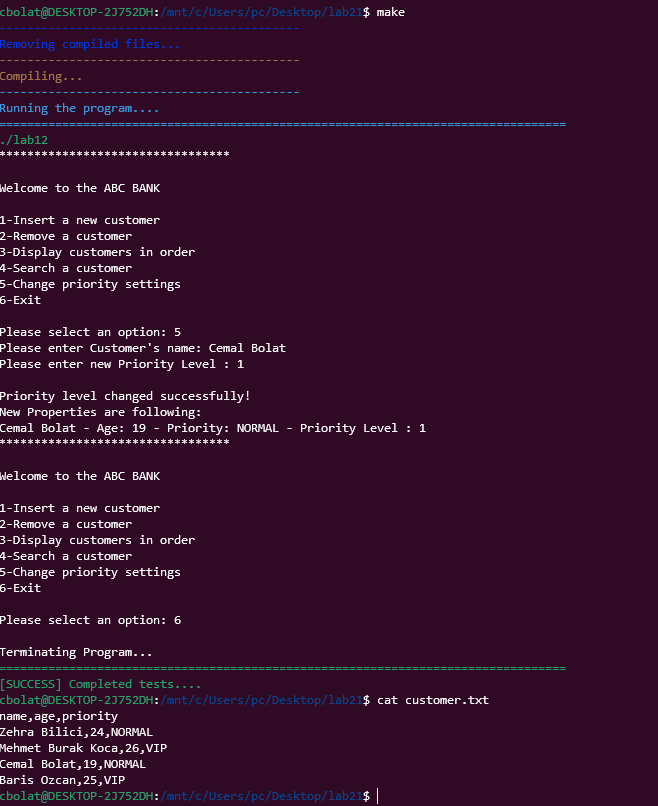 cbolat@DESKTOP-2J752DH:/mnt/c/Users/pc/Desktop/lab21$ make
-------------------------------------------
Removing compiled files...
-------------------------------------------
Compiling...
-------------------------------------------
Running the program....
=================================================================================
./lab12
*********************************
Welcome to the ABC BANK
1-Insert a new customer
2-Remove a customer
3-Display customers in order
4-Search a customer
5-Change priority settings
6-Exit
Please select an option: 5
Please enter Customer's name: Cemal Bolat
Please enter new Priority Level : 1
Priority level changed successfully!
New Properties are following:
Cemal Bolat - Age: 19 - Priority: NORMAL - Priority Level : 1
*********************************
Welcome to the ABC BANK
1-Insert a new customer
2-Remove a customer
3-Display customers in order
4-Search a customer
5-Change priority settings
6-Exit
Please select an option: 6
Terminating Program...
=================================================================================
[SUCCESS] Completed tests....
cbolat@DESKTOP-2J752DH:/mnt/c/Users/pc/Desktop/lab21$ cat customer.txt
name,age,priority
Zehra Bilici,24,NORMAL
Mehmet Burak Koca,26,VIP
Cemal Bolat,19,NORMAL
Baris Ozcan,25,VIP
cbolat@DESKTOP-2J752DH:/mnt/c/Users/pc/Desktop/lab21$